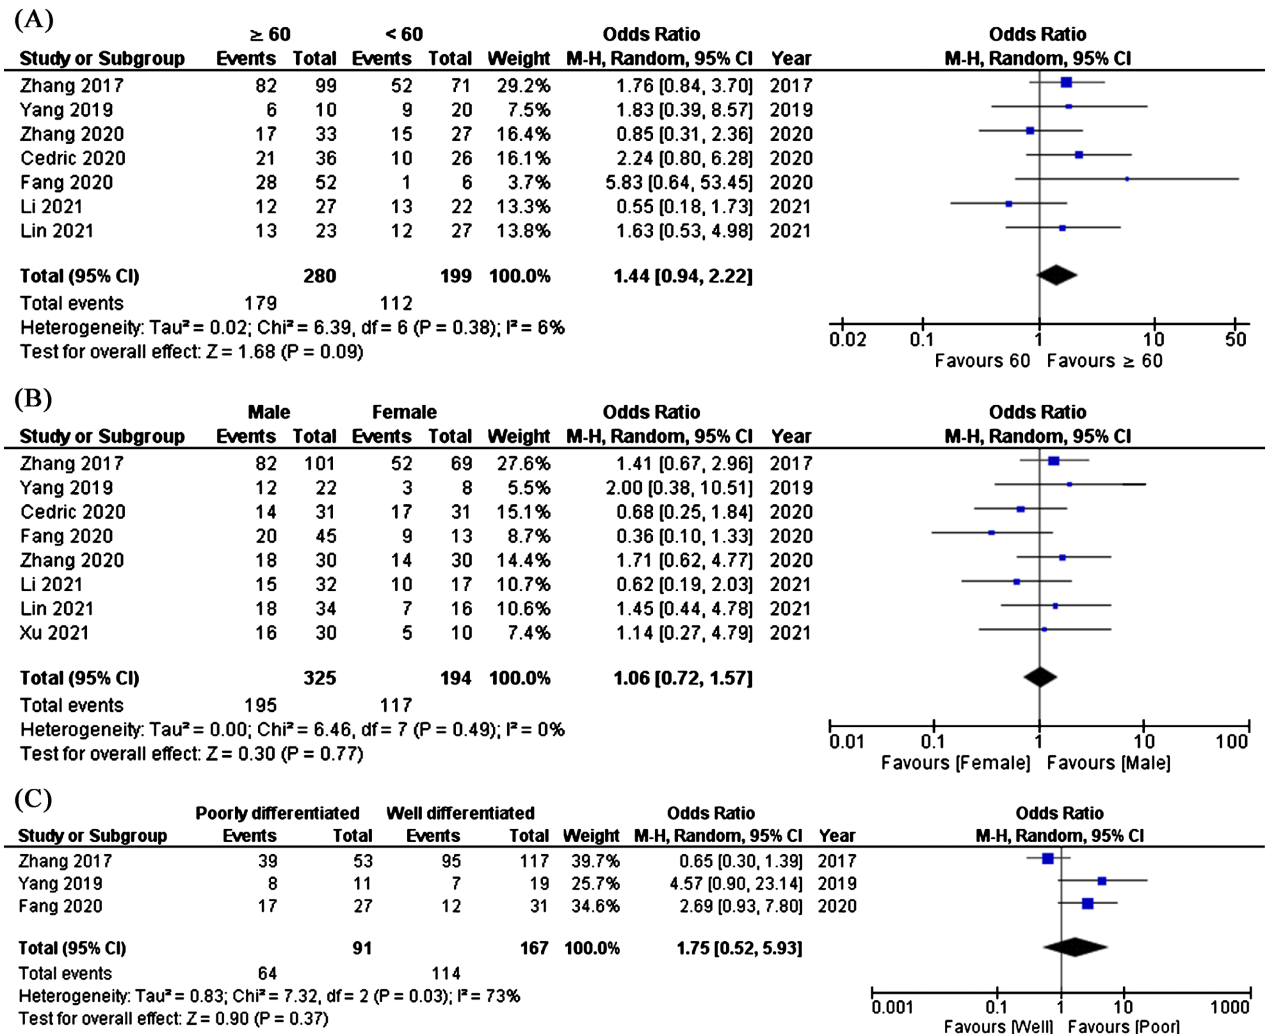 (A)
≥ 60 < 60 Odds Ratio Odds Ratio
Study or Subgroup Events Total Events Total Weight M-H, Random, 95% CI Year M-H, Random, 95% CI
Zhang 2017 82 99 52 71 29.2% 1.76 [0.84, 3.70] 2017
Yang 2019 6 10 9 20 7.5% 1.83 [0.39, 8.57] 2019
Zhang 2020 17 33 15 27 16.4% 0.85 [0.31, 2.36] 2020
Cedric 2020 21 36 10 26 16.1% 2.24 [0.80, 6.28] 2020
Fang 2020 28 52 1 6 3.7% 5.83 [0.64, 53.45] 2020
Li 2021 12 27 13 22 13.3% 0.55 [0.18, 1.73] 2021
Lin 2021 13 23 12 27 13.8% 1.63 [0.53, 4.98] 2021
Total (95% CI) 280 199 100.0% 1.44 [0.94, 2.22]
Total events 179 112
Heterogeneity: Tau² = 0.02; Chi² = 6.39, df = 6 (P = 0.38); I² = 6%
Test for overall effect: Z = 1.68 (P = 0.09)
0.02 0.1 1 10 50
Favours 60 Favours ≥ 60
(B)
Male Female Odds Ratio Odds Ratio
Study or Subgroup Events Total Events Total Weight M-H, Random, 95% CI Year M-H, Random, 95% CI
Zhang 2017 82 101 52 69 27.6% 1.41 [0.67, 2.96] 2017
Yang 2019 12 22 3 8 5.5% 2.00 [0.38, 10.51] 2019
Cedric 2020 14 31 17 31 15.1% 0.68 [0.25, 1.84] 2020
Fang 2020 20 45 9 13 8.7% 0.36 [0.10, 1.33] 2020
Zhang 2020 18 30 14 30 14.4% 1.71 [0.62, 4.77] 2020
Li 2021 15 32 10 17 10.7% 0.62 [0.19, 2.03] 2021
Lin 2021 18 34 7 16 10.6% 1.45 [0.44, 4.78] 2021
Xu 2021 16 30 5 10 7.4% 1.14 [0.27, 4.79] 2021
Total (95% CI) 325 194 100.0% 1.06 [0.72, 1.57]
Total events 195 117
Heterogeneity: Tau² = 0.00; Chi² = 6.46, df = 7 (P = 0.49); I² = 0%
Test for overall effect: Z = 0.30 (P = 0.77)
0.01 0.1 1 10 100
Favours [Female] Favours [Male]
(C)
Poorly differentiated Well differentiated Odds Ratio Odds Ratio
Study or Subgroup Events Total Events Total Weight M-H, Random, 95% CI Year M-H, Random, 95% CI
Zhang 2017 39 53 95 117 39.7% 0.65 [0.30, 1.39] 2017
Yang 2019 8 11 7 19 25.7% 4.57 [0.90, 23.14] 2019
Fang 2020 17 27 12 31 34.6% 2.69 [0.93, 7.80] 2020
Total (95% CI) 91 167 100.0% 1.75 [0.52, 5.93]
Total events 64 114
Heterogeneity: Tau² = 0.83; Chi² = 7.32, df = 2 (P = 0.03); I² = 73%
Test for overall effect: Z = 0.90 (P = 0.37)
0.001 0.1 1 10 1000
Favours [Well] Favours [Poor]